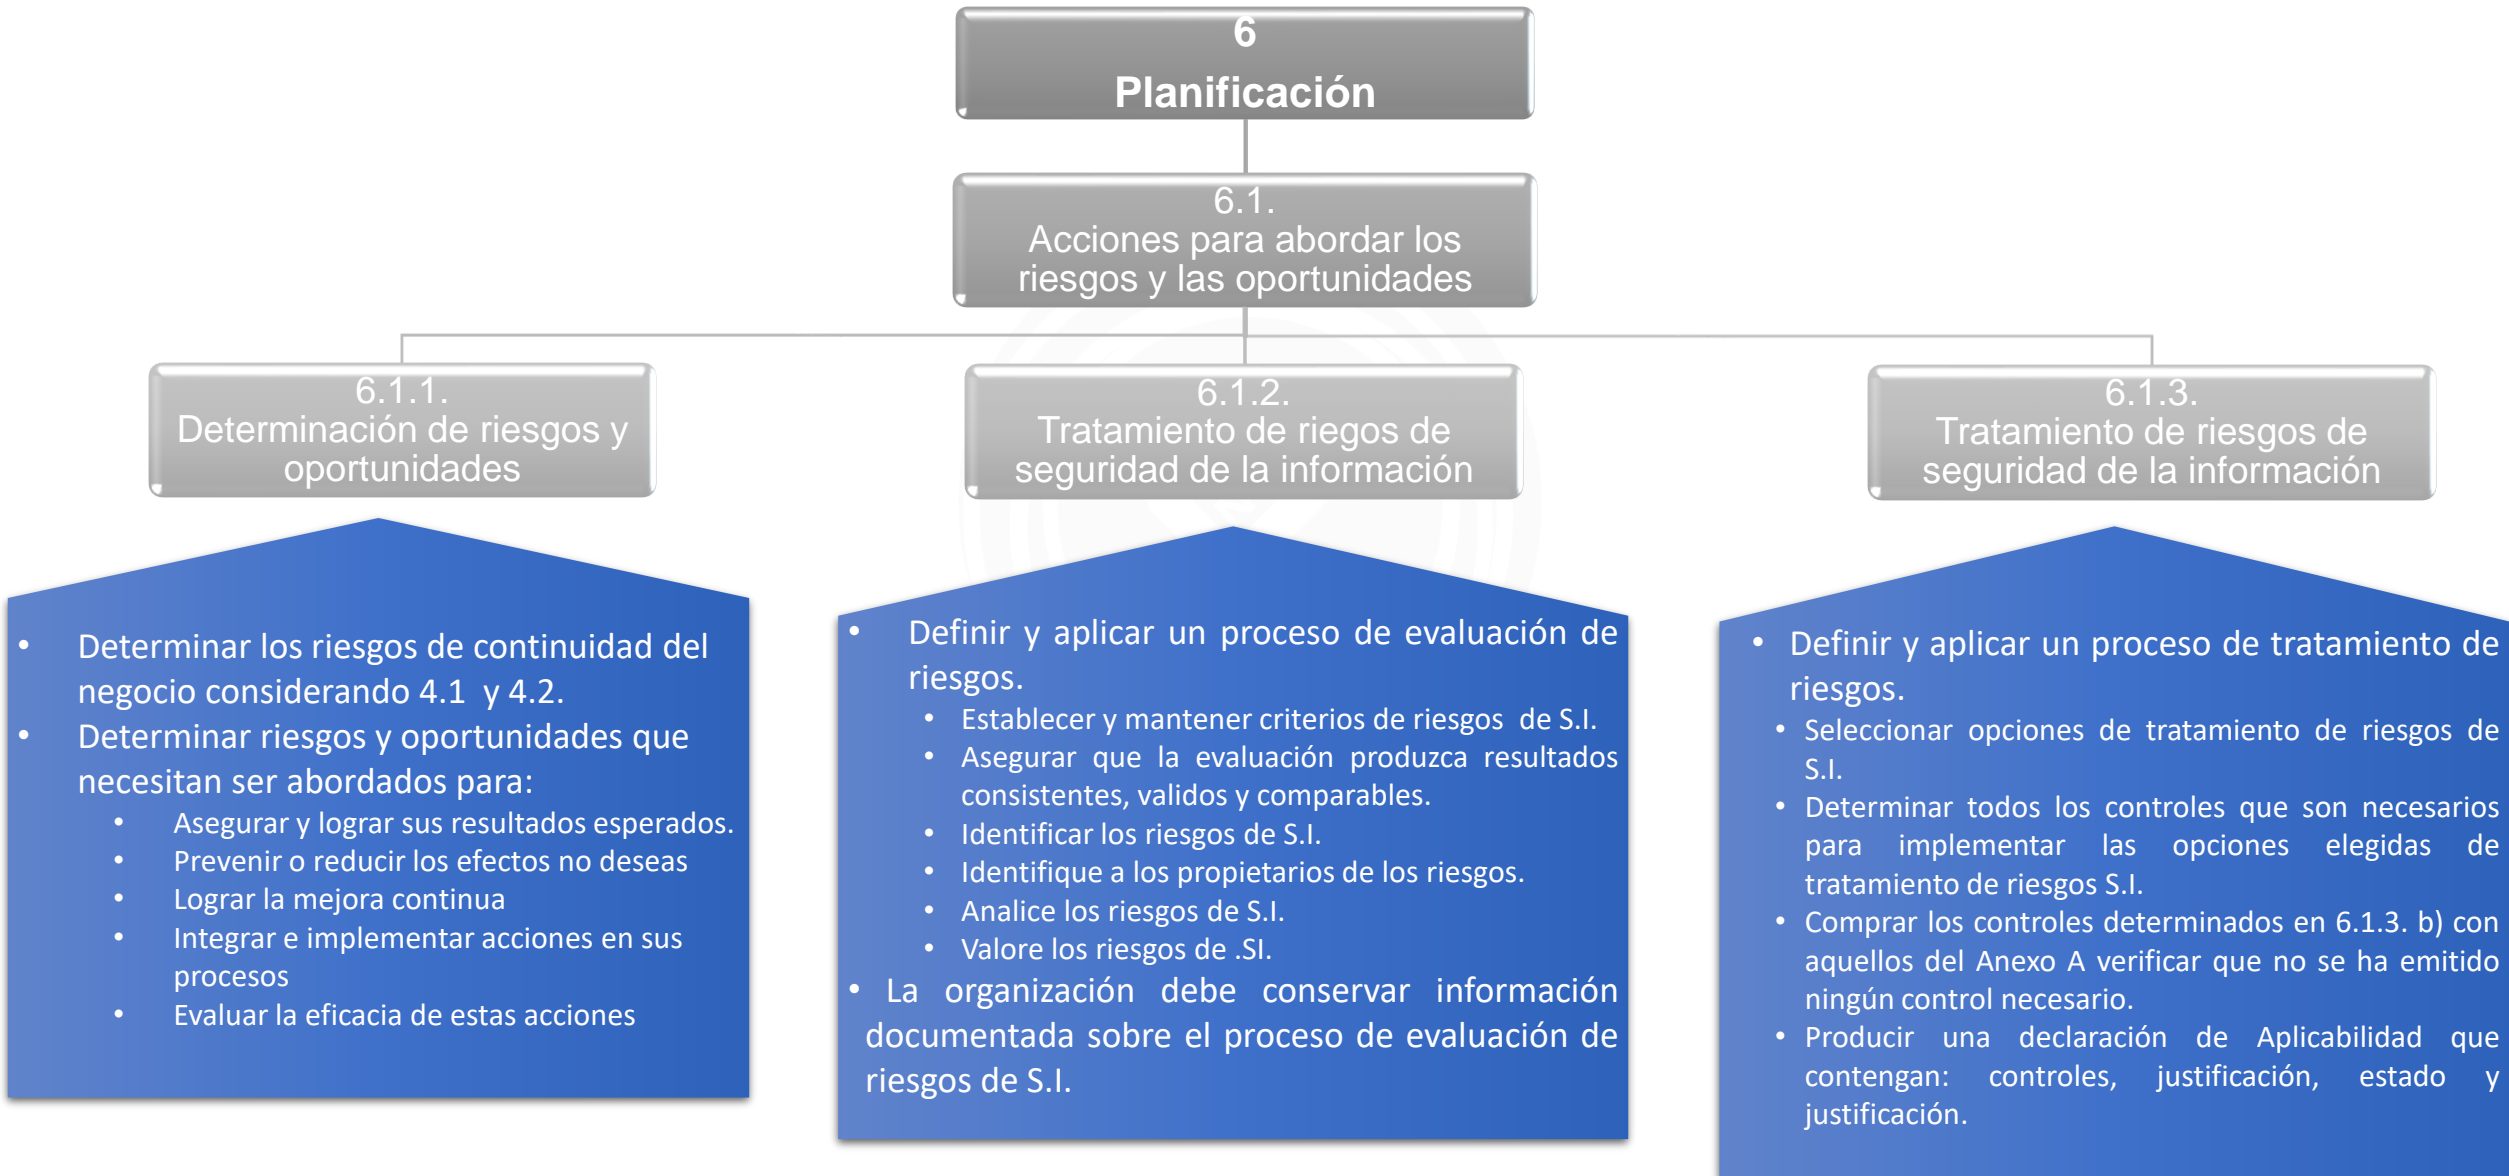 6
Planificación
6.1.
Acciones para abordar los
riesgos y las oportunidades
6.1.1.
Determinación de riesgos y
oportunidades
6.1.2.
Tratamiento de riegos de
seguridad de la información
6.1.3.
Tratamiento de riesgos de
seguridad de la información
• Determinar los riesgos de continuidad del
negocio considerando 4.1 y 4.2.
• Determinar riesgos y oportunidades que
necesitan ser abordados para:
• Asegurar y lograr sus resultados esperados.
• Prevenir o reducir los efectos no deseas
• Lograr la mejora continua
• Integrar e implementar acciones en sus
procesos
• Evaluar la eficacia de estas acciones
• Definir y aplicar un proceso de evaluación de
riesgos.
• Establecer y mantener criterios de riesgos de S.I.
• Asegurar que la evaluación produzca resultados
consistentes, validos y comparables.
• Identificar los riesgos de S.I.
• Identifique a los propietarios de los riesgos.
• Analice los riesgos de S.I.
• Valore los riesgos de .SI.
• La organización debe conservar información
documentada sobre el proceso de evaluación de
riesgos de S.I.
• Definir y aplicar un proceso de tratamiento de
riesgos.
• Seleccionar opciones de tratamiento de riesgos de
S.I.
• Determinar todos los controles que son necesarios
para implementar las opciones elegidas de
tratamiento de riesgos S.I.
• Comprar los controles determinados en 6.1.3. b) con
aquellos del Anexo A verificar que no se ha emitido
ningún control necesario.
• Producir una declaración de Aplicabilidad que
contengan: controles, justificación, estado y
justificación.